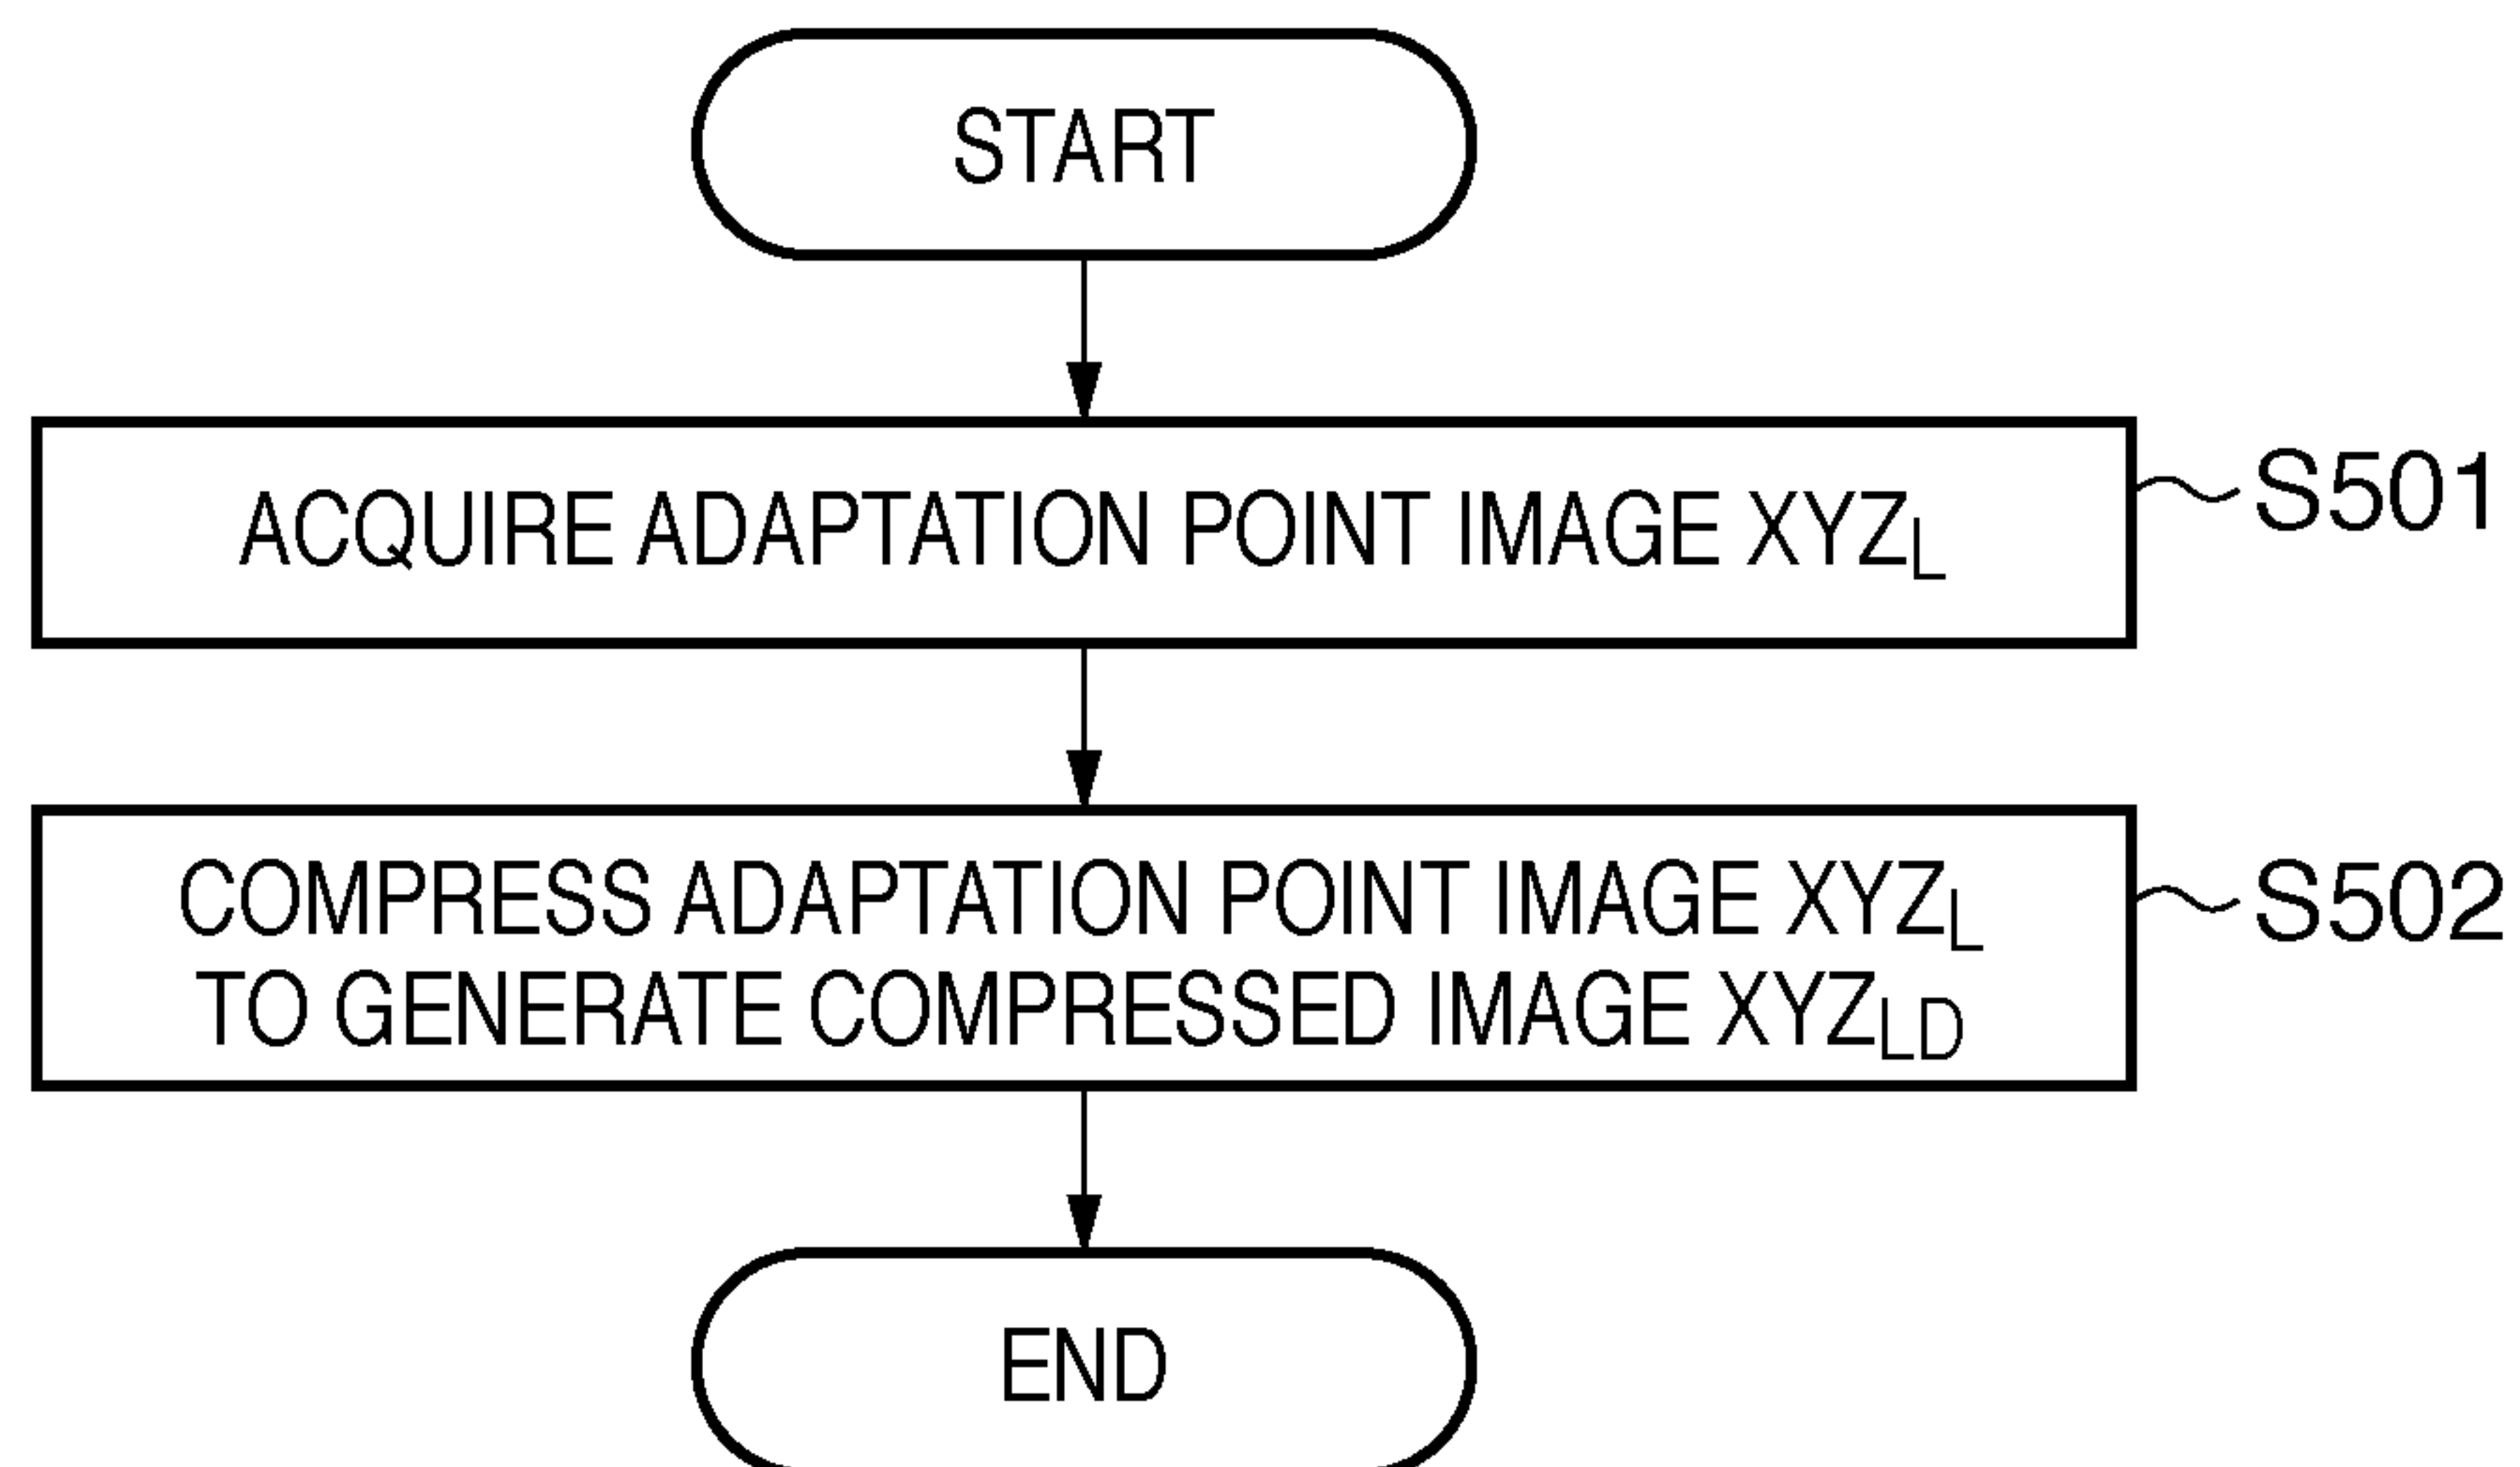 START
ACQUIRE ADAPTATION POINT IMAGE XYZL
S501
COMPRESS ADAPTATION POINT IMAGE XYZL
TO GENERATE COMPRESSED IMAGE XYZLD
S502
END